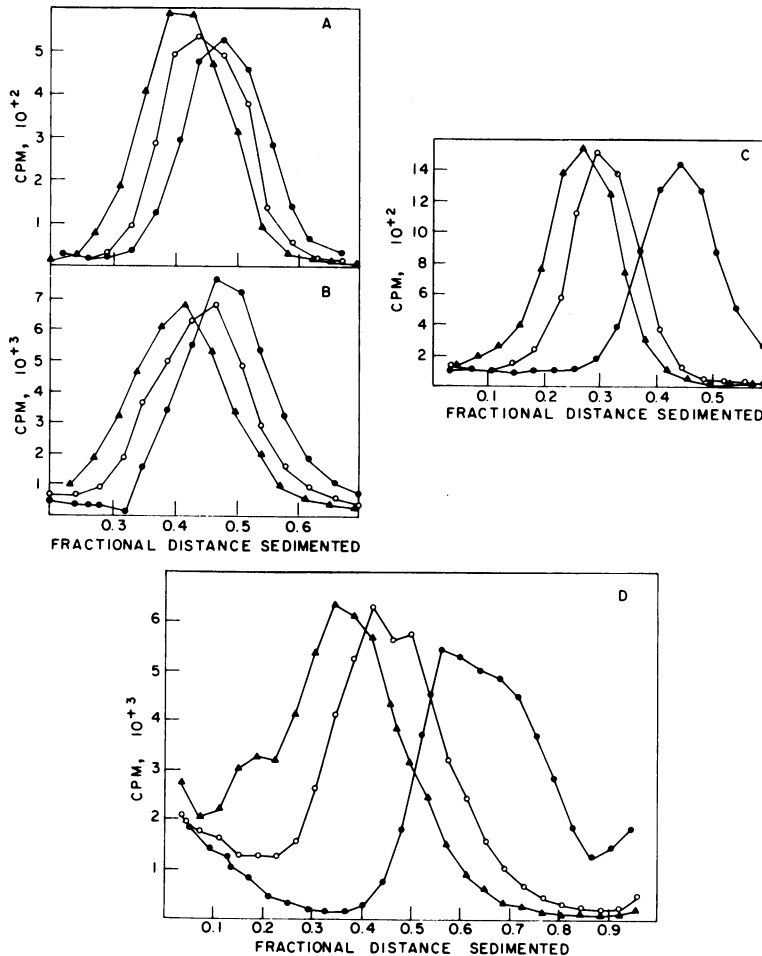 A
CPM, 10+2
5
4
3
2
1
B
CPM, 10+3
7
6
5
4
3
2
1
0.3 0.4 0.5 0.6
FRACTIONAL DISTANCE SEDIMENTED
C
CPM, 10+2
14
12
10
8
6
4
2
0.1 0.2 0.3 0.4 0.5
FRACTIONAL DISTANCE SEDIMENTED
D
CPM, 10+3
6
5
4
3
2
1
0.1 0.2 0.3 0.4 0.5 0.6 0.7 0.8 0.9
FRACTIONAL DISTANCE SEDIMENTED